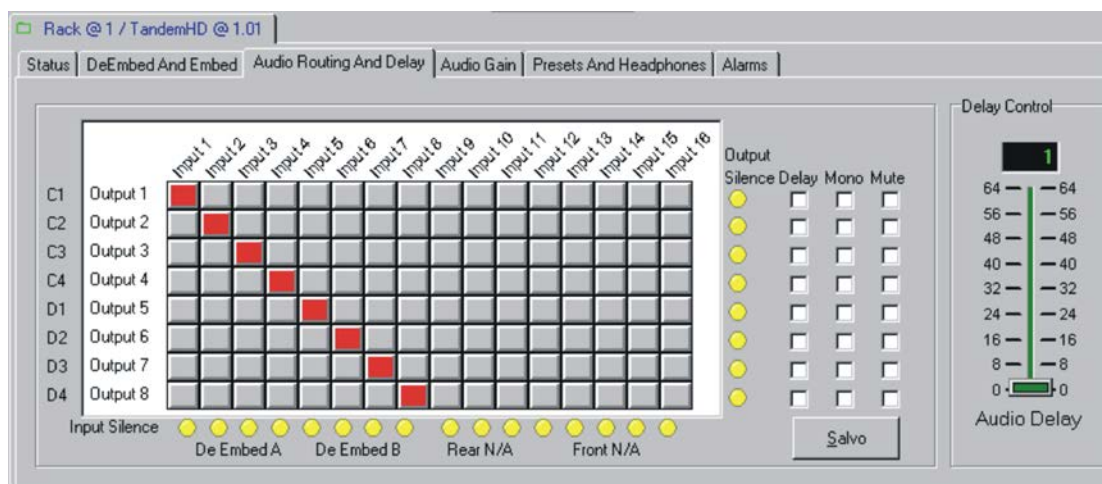 Rack @ 1 / TandemHD @ 1.01
Status DeEmbed And Embed Audio Routing And Delay Audio Gain Presets And Headphones Alarms
Input 1 Input 2 Input 3 Input 4 Input 5 Input 6 Input 7 Input 8 Input 9 Input 10 Input 11 Input 12 Input 13 Input 14 Input 15 Input 16
Output
Silence Delay Mono Mute
C1 Output 1
C2 Output 2
C3 Output 3
C4 Output 4
D1 Output 5
D2 Output 6
D3 Output 7
D4 Output 8
Input Silence
De Embed A De Embed B Rear N/A Front N/A
Salvo
Delay Control
1
64 64
56 56
48 48
40 40
32 32
24 24
16 16
8 8
0 0
Audio Delay